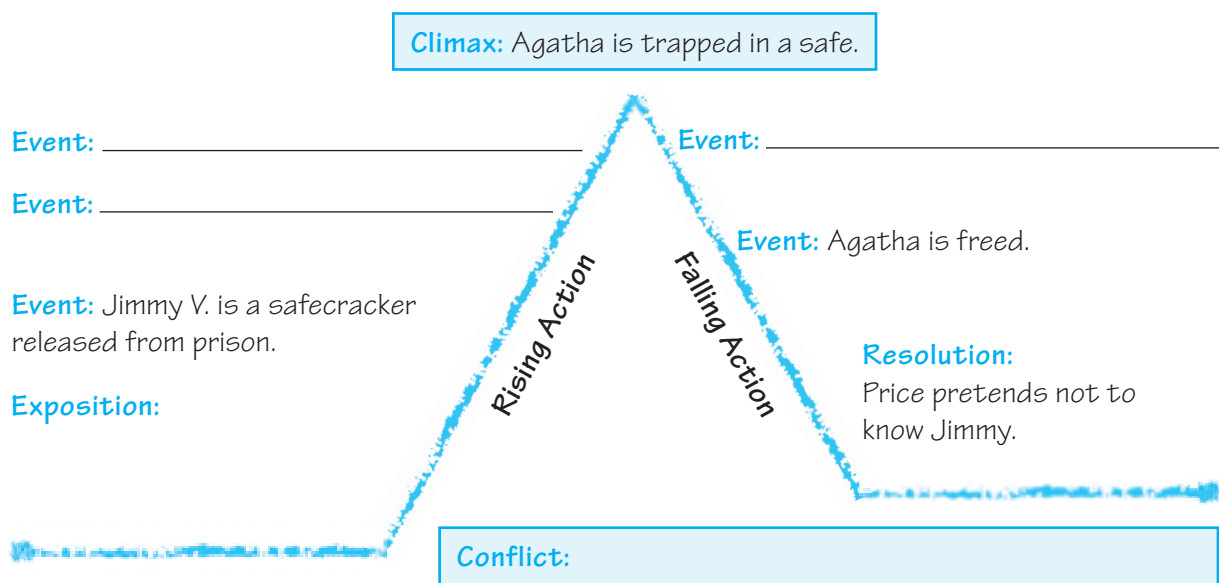 Climax: Agatha is trapped in a safe.
Event:
Event:
Event:
Event: Agatha is freed.
Event: Jimmy V. is a safecracker
released from prison.
Rising Action
Falling Action
Resolution:
Price pretends not to
know Jimmy.
Exposition:
Conflict: